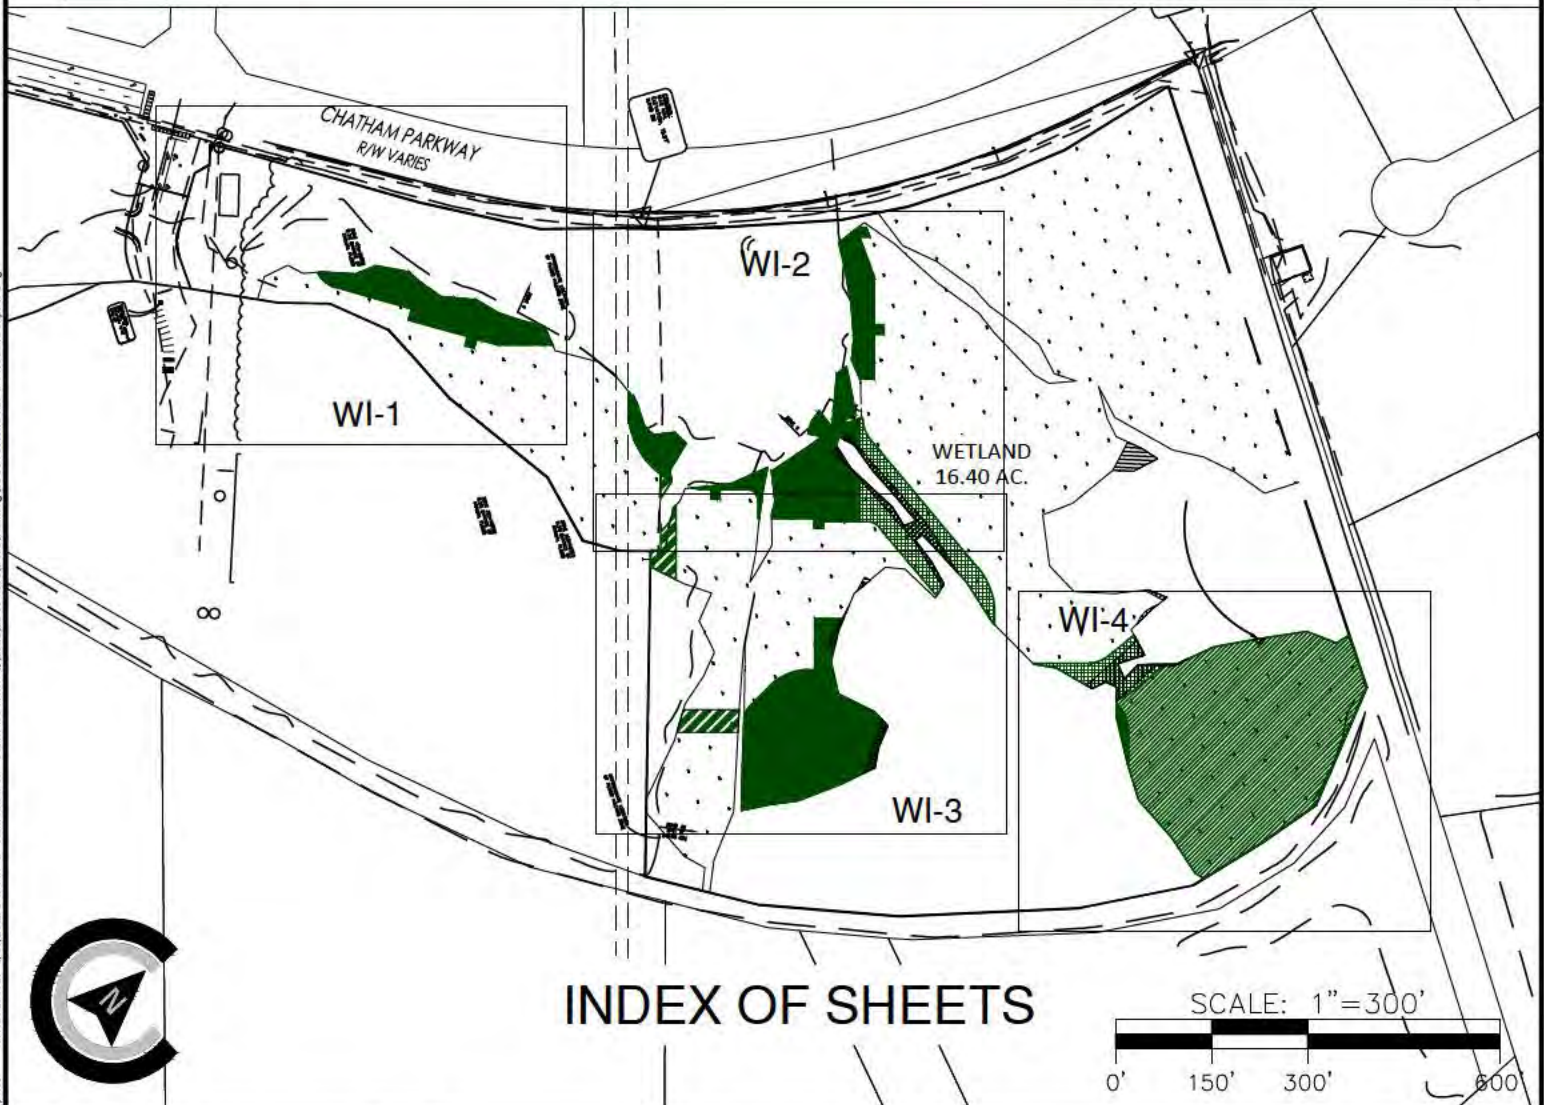 CHATHAM PARKWAY
R/W VARIES
WI-2
WI-1
WETLAND
16.40 AC.
WI-4
WI-3
N
INDEX OF SHEETS
SCALE: 1"=300'
0' 150' 300' 600'